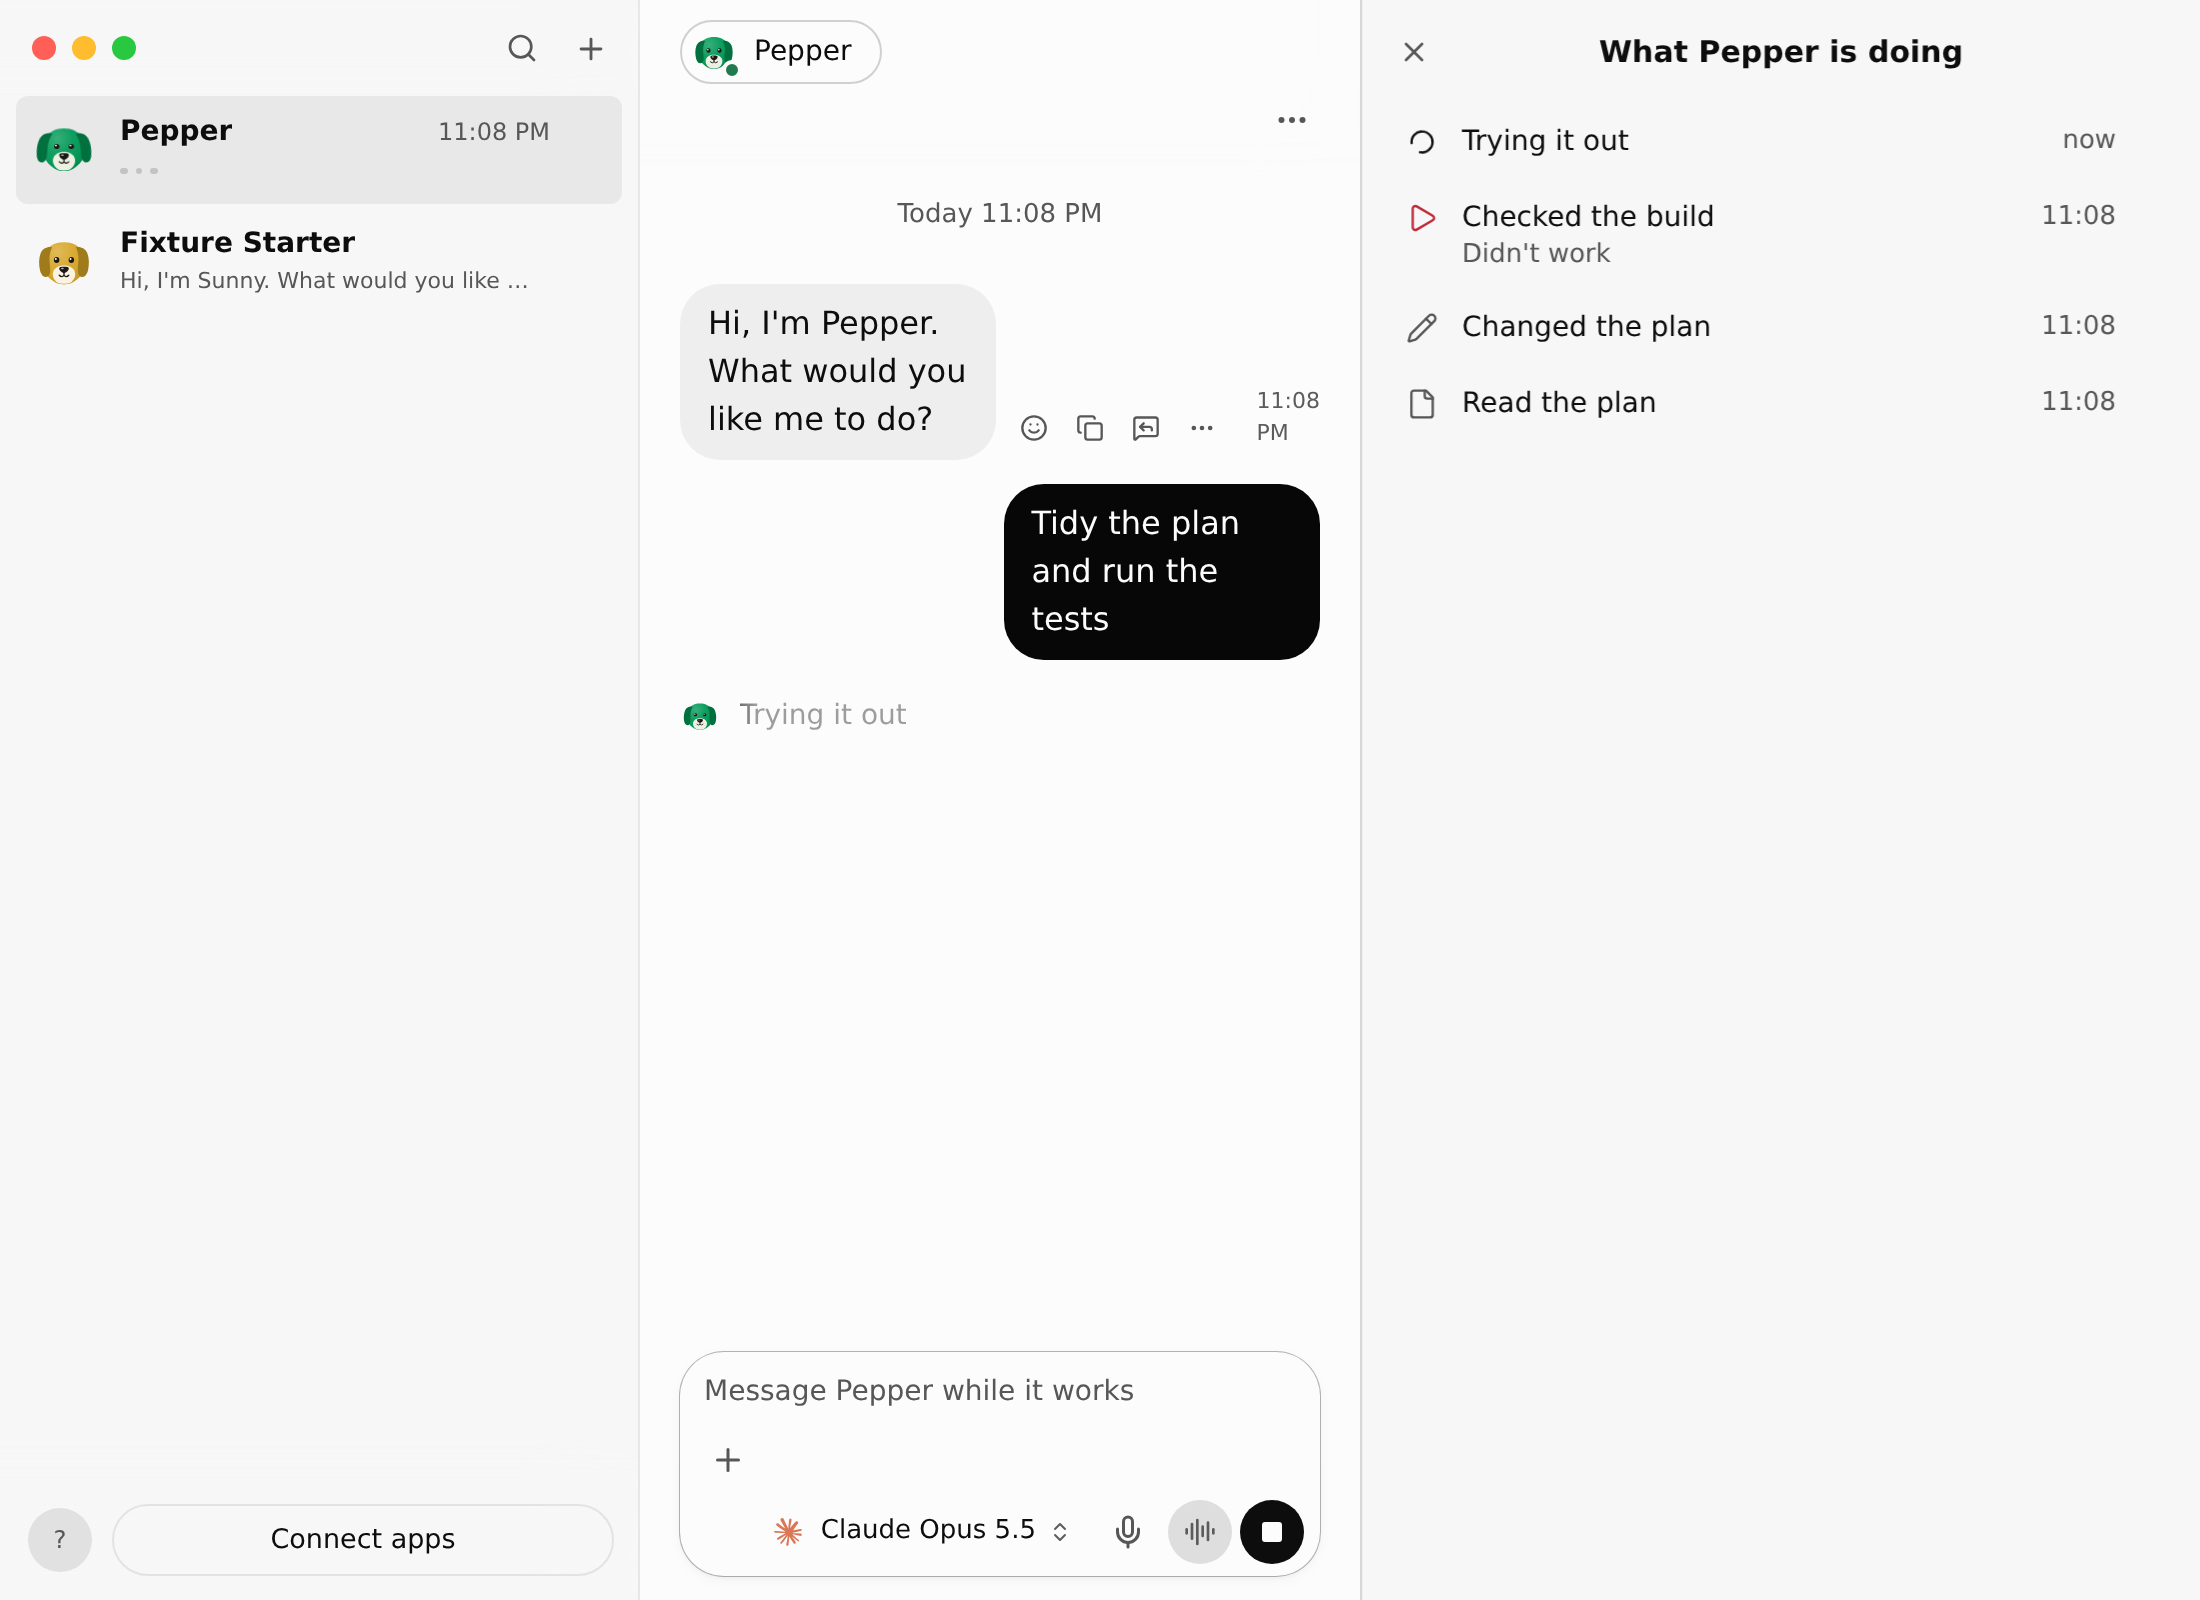 Pepper
11:08 PM
Fixture Starter
Hi, I'm Sunny. What would you like ...
?
Connect apps
Pepper
Today 11:08 PM
Hi, I'm Pepper.
What would you
like me to do?
11:08
PM
Tidy the plan
and run the
tests
Trying it out
Message Pepper while it works
Claude Opus 5.5
What Pepper is doing
Trying it out
now
Checked the build
11:08
Didn't work
Changed the plan
11:08
Read the plan
11:08